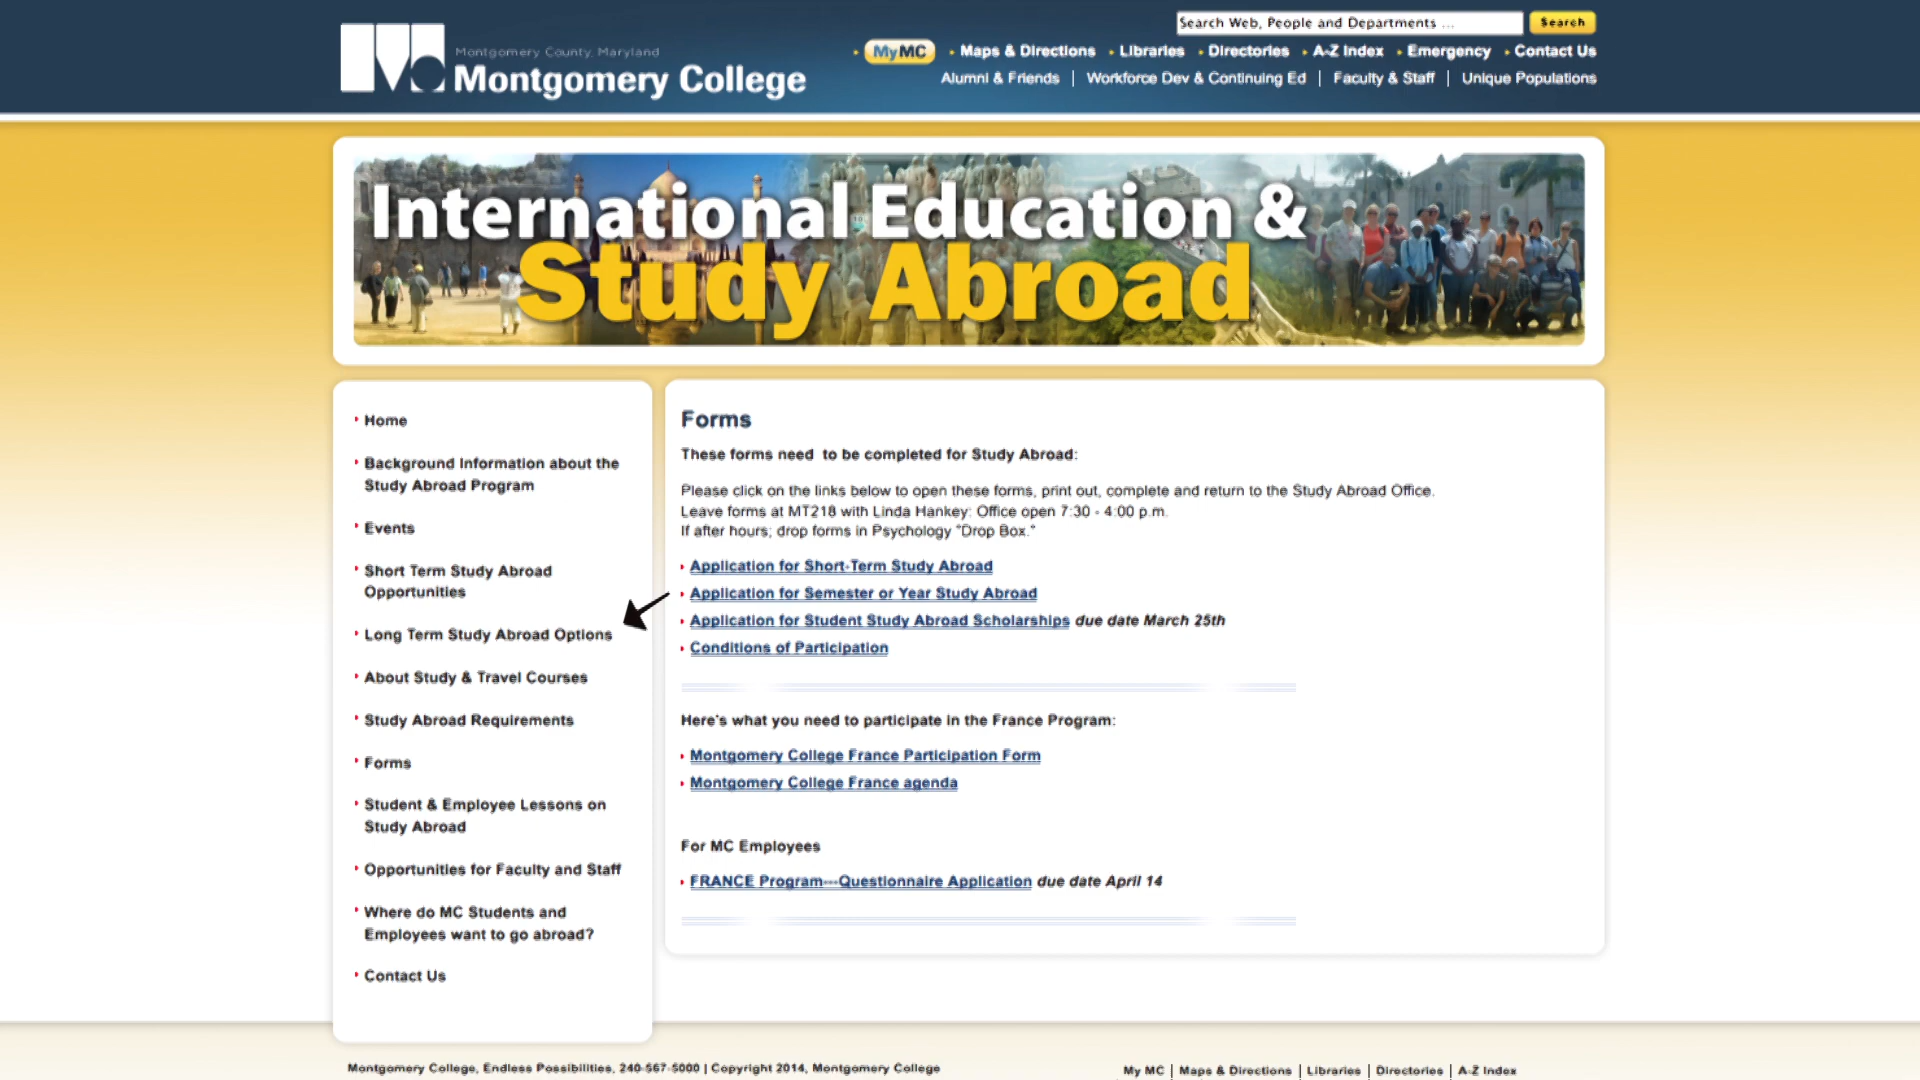 Search Web, People and Departments ...
Search
Montgomery County, Maryland
Montgomery College
MyMC
Maps & Directions
Libraries
Directories
A-Z Index
Emergency
Contact Us
Alumni & Friends | Workforce Dev & Continuing Ed | Faculty & Staff | Unique Populations
International Education &
Study Abroad
Home
Background Information about the
Study Abroad Program
Events
Short Term Study Abroad
Opportunities
Long Term Study Abroad Options
About Study & Travel Courses
Study Abroad Requirements
Forms
Student & Employee Lessons on
Study Abroad
Opportunities for Faculty and Staff
Where do MC Students and
Employees want to go abroad?
Contact Us
Forms
These forms need to be completed for Study Abroad:
Please click on the links below to open these forms, print out, complete and return to the Study Abroad Office.
Leave forms at MT218 with Linda Hankey: Office open 7:30 - 4:00 p.m.
If after hours; drop forms in Psychology "Drop Box."
Application for Short-Term Study Abroad
Application for Semester or Year Study Abroad
Application for Student Study Abroad Scholarships due date March 25th
Conditions of Participation
Here's what you need to participate in the France Program:
Montgomery College France Participation Form
Montgomery College France agenda
For MC Employees
FRANCE Program---Questionnaire Application due date April 14
Montgomery College, Endless Possibilities, 240-567-5000 | Copyright 2014, Montgomery College
My MC | Maps & Directions | Libraries | Directories | A-Z Index